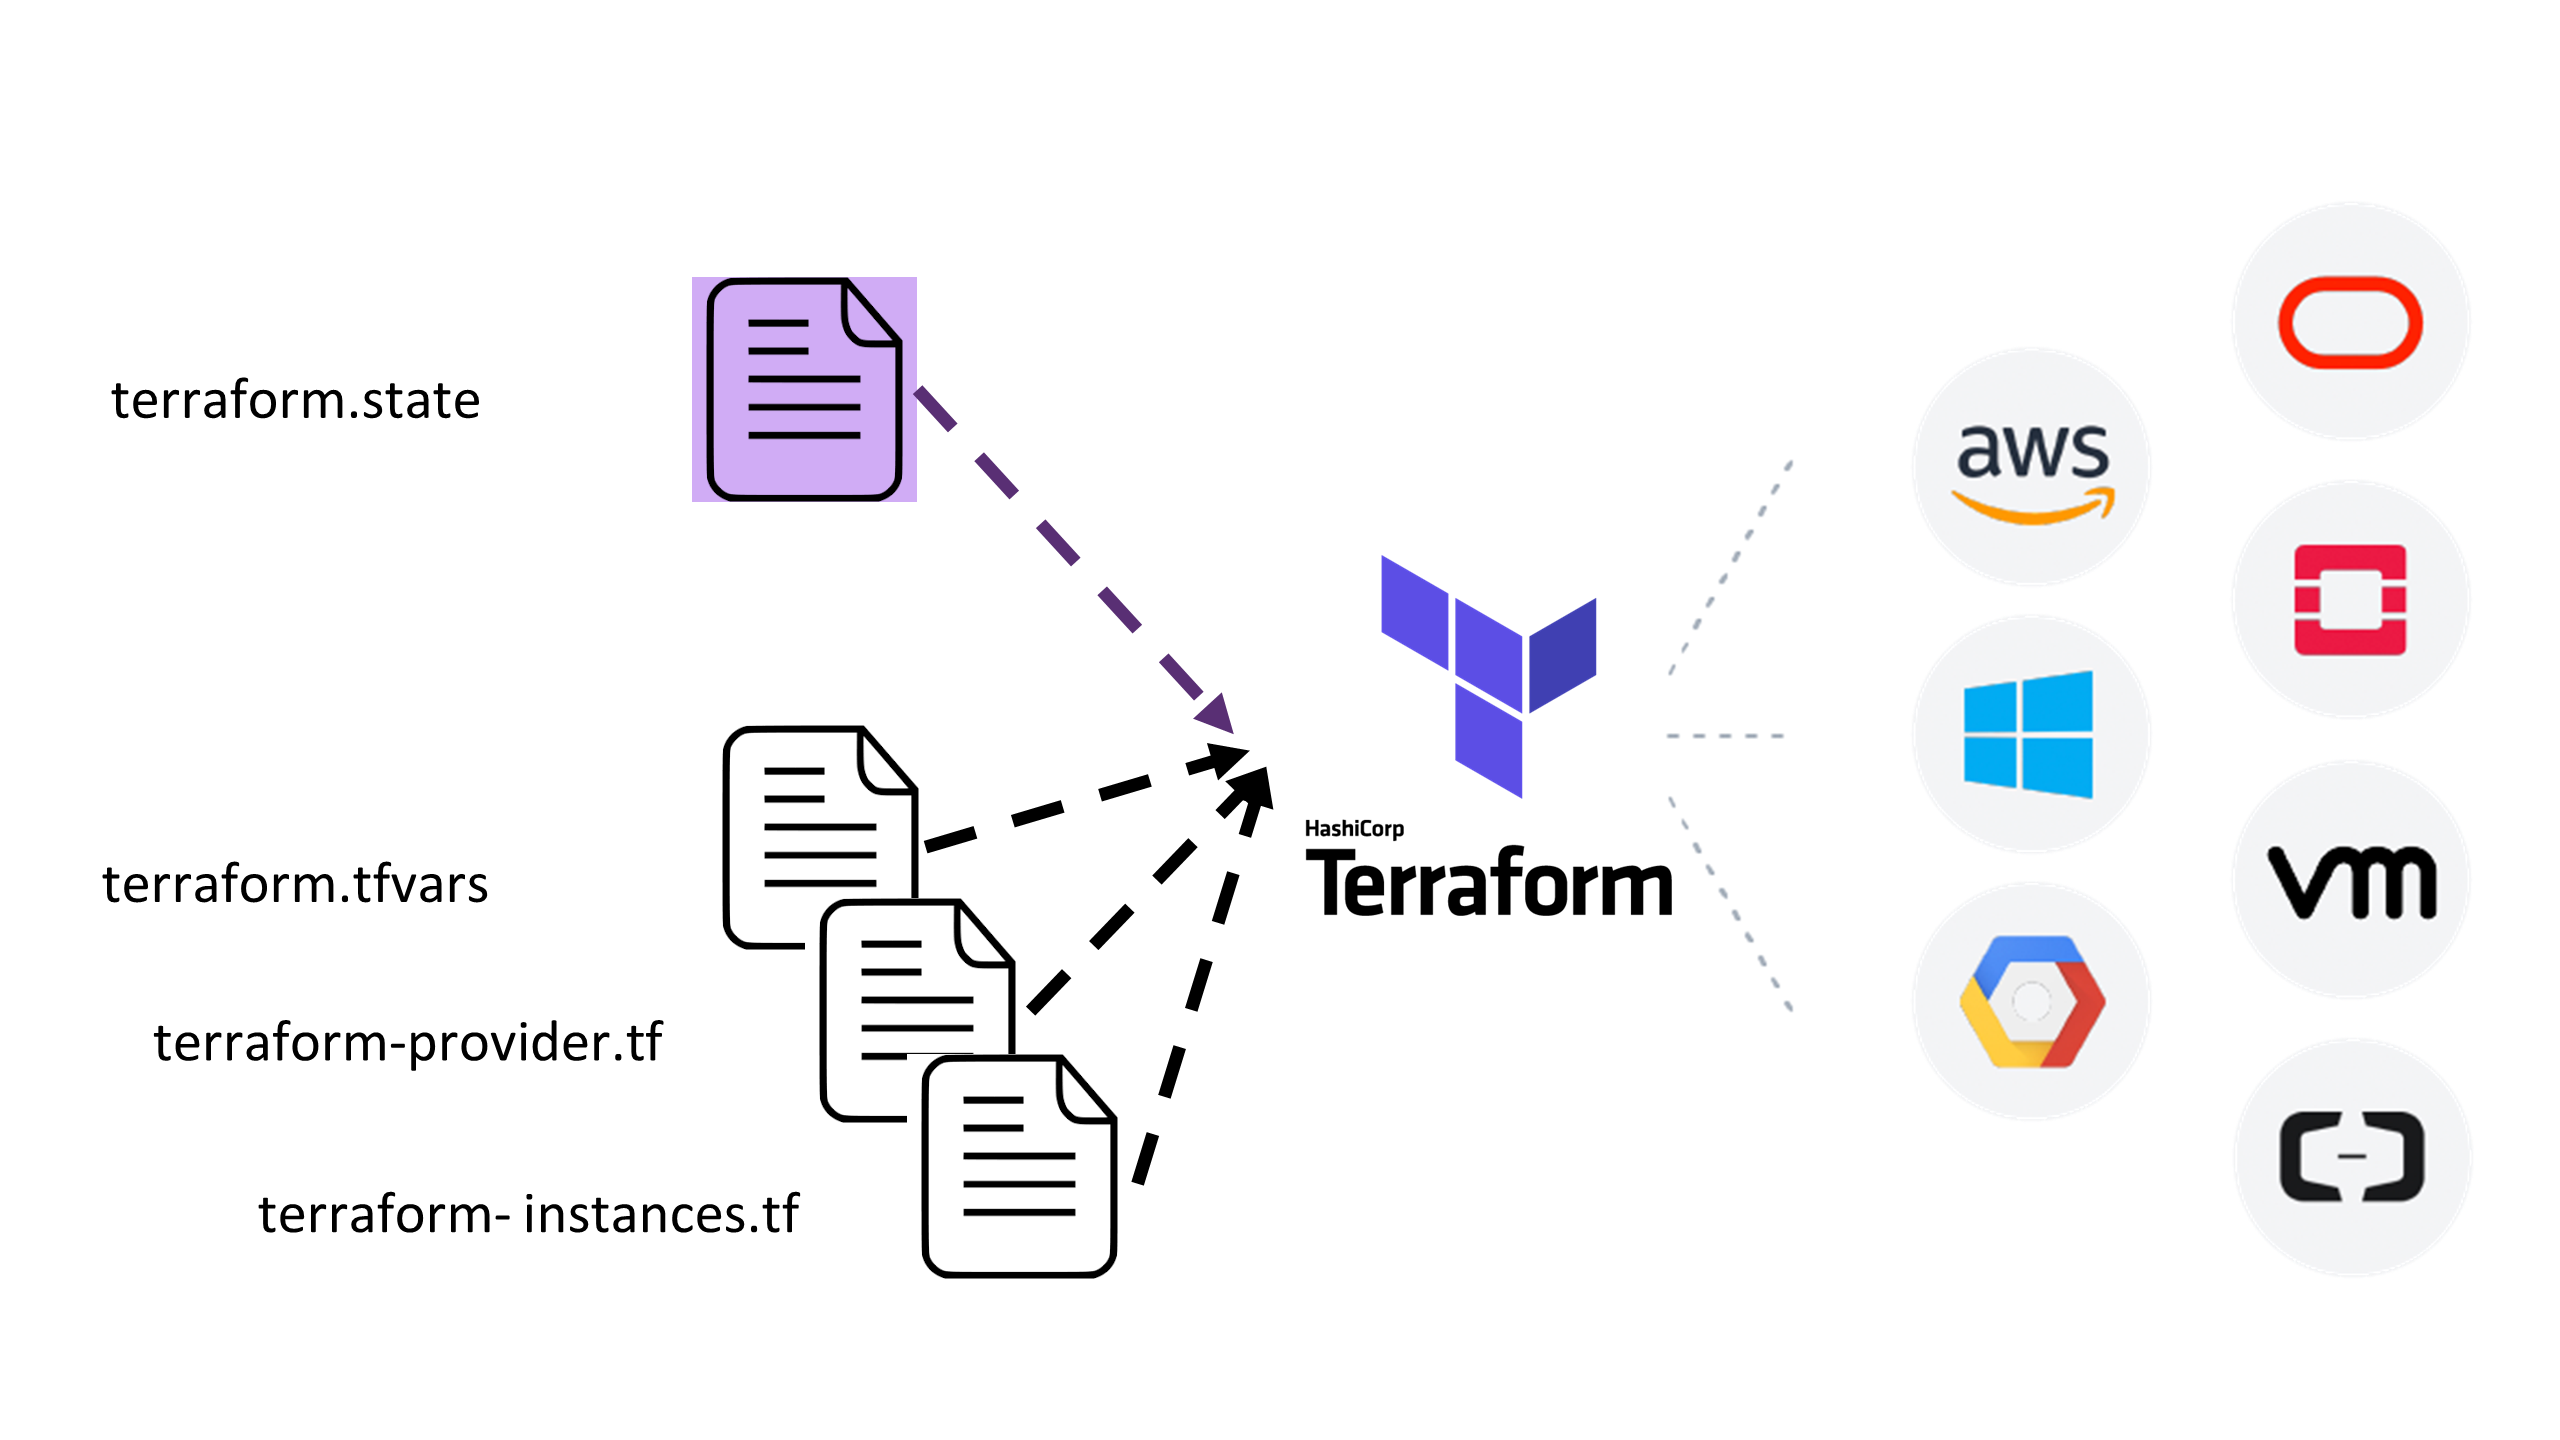 terraform.state
aws
HashiCorp
Terraform
vm
terraform.tfvars
terraform-provider.tf
terraform- instances.tf